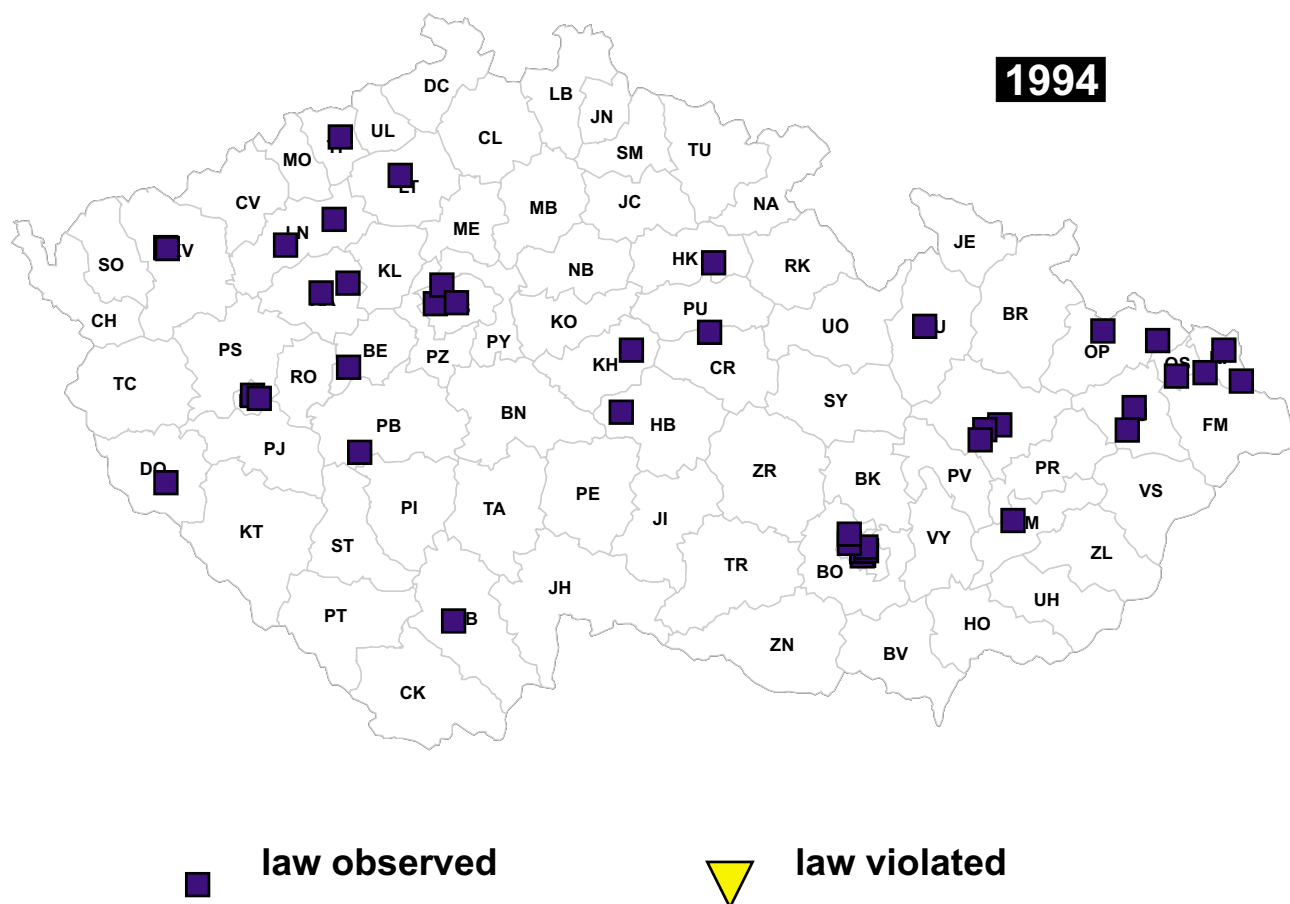 1994
DC
LB
JN
UL
CL
SM
TU
MO
CV
MB
JC
NA
ME
JE
SO
KL
NB
HK
RK
CH
KO
PU
UO
BR
PS
BE
PZ
PY
KH
CR
OP
TC
RO
SY
BN
HB
FM
PB
PJ
DO
ZR
BK
PV
PR
VS
KT
PI
TA
PE
JI
ST
VY
ZL
TR
BO
JH
UH
PT
HO
ZN
BV
CK
law observed
law violated